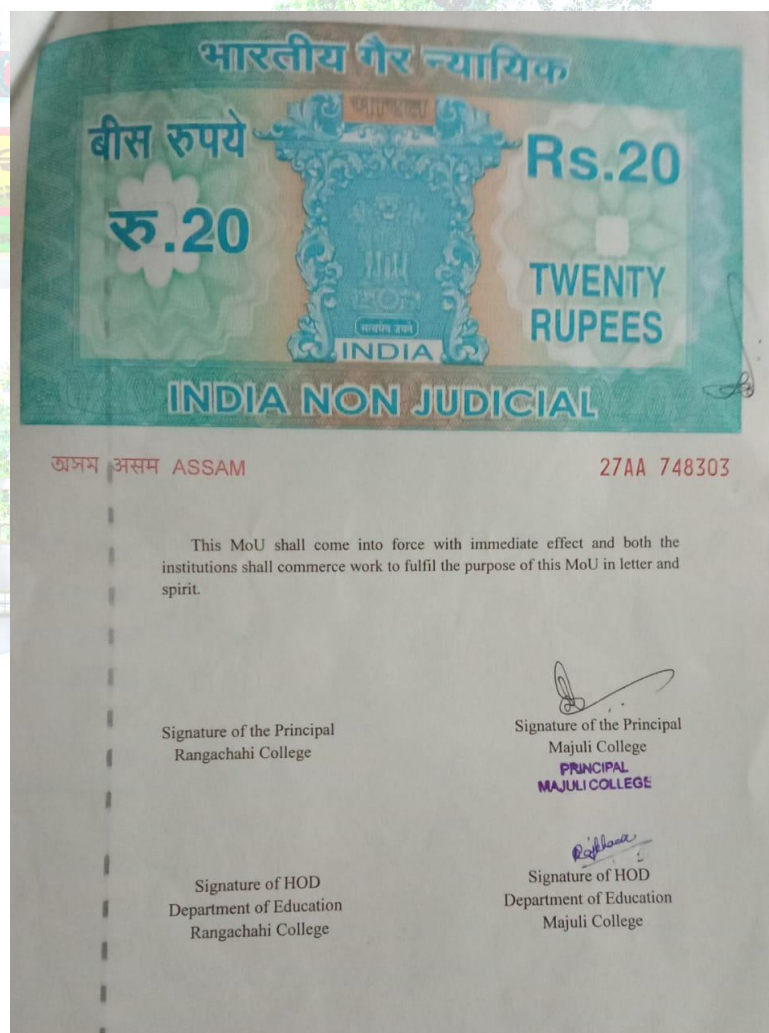 भारतीय गैर न्यायिक
बीस रुपये
रु.20
Rs.20
TWENTY
RUPEES
सत्यमेव जयते
INDIA
INDIA NON JUDICIAL
অসম असम ASSAM
27AA 748303
This MoU shall come into force with immediate effect and both the
institutions shall commerce work to fulfil the purpose of this MoU in letter and
spirit.
Signature of the Principal
Rangachahi College
Signature of the Principal
Majuli College
PRINCIPAL
MAJULI COLLEGE
Signature of HOD
Department of Education
Rangachahi College
Signature of HOD
Department of Education
Majuli College